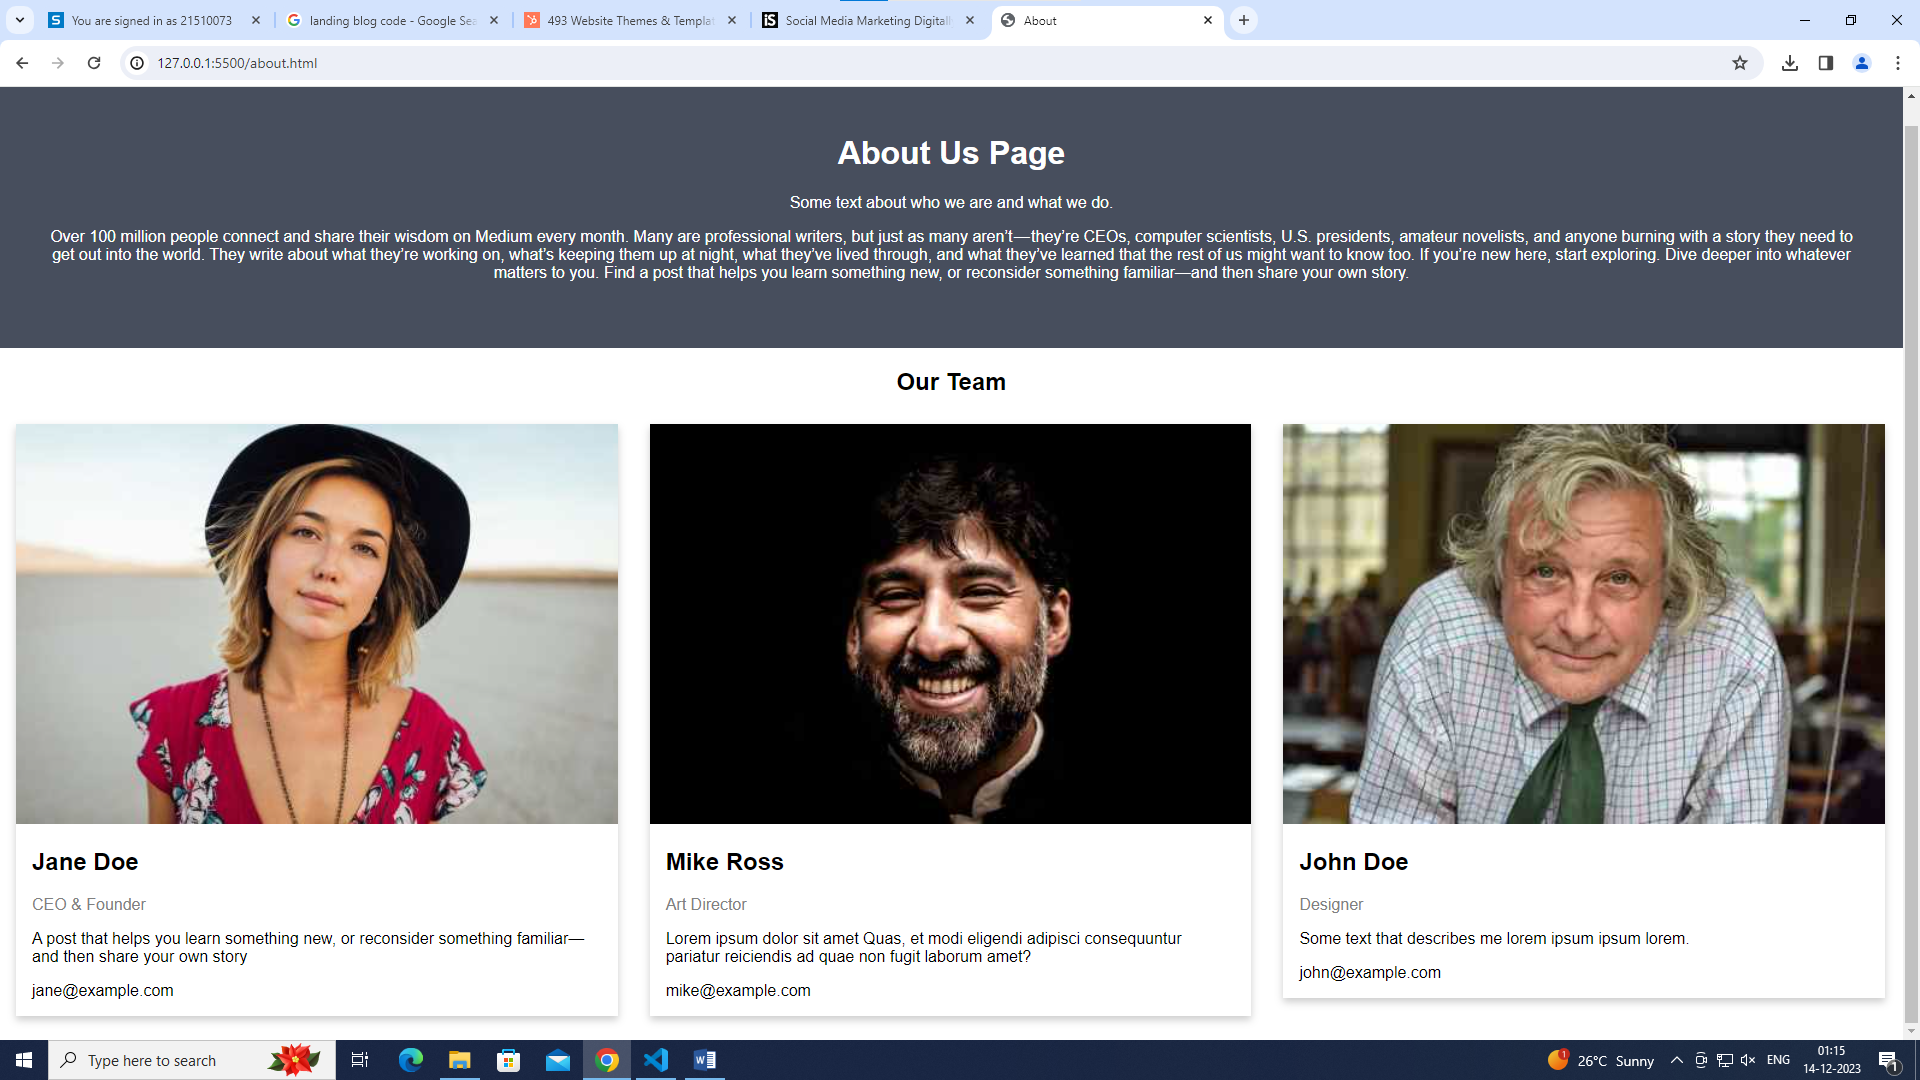 You are signed in as 21510073
landing blog code - Google Sea
493 Website Themes & Templat
Social Media Marketing Digitall
About
127.0.0.1:5500/about.html
About Us Page
Some text about who we are and what we do.
Over 100 million people connect and share their wisdom on Medium every month. Many are professional writers, but just as many aren’t—they’re CEOs, computer scientists, U.S. presidents, amateur novelists, and anyone burning with a story they need to
get out into the world. They write about what they’re working on, what’s keeping them up at night, what they’ve lived through, and what they’ve learned that the rest of us might want to know too. If you’re new here, start exploring. Dive deeper into whatever
matters to you. Find a post that helps you learn something new, or reconsider something familiar—and then share your own story.
Our Team
Jane Doe
CEO & Founder
A post that helps you learn something new, or reconsider something familiar—
and then share your own story
jane@example.com
Mike Ross
Art Director
Lorem ipsum dolor sit amet Quas, et modi eligendi adipisci consequuntur
pariatur reiciendis ad quae non fugit laborum amet?
mike@example.com
John Doe
Designer
Some text that describes me lorem ipsum ipsum lorem.
john@example.com
Type here to search
1
26°C Sunny
ENG
01:15
14-12-2023
1